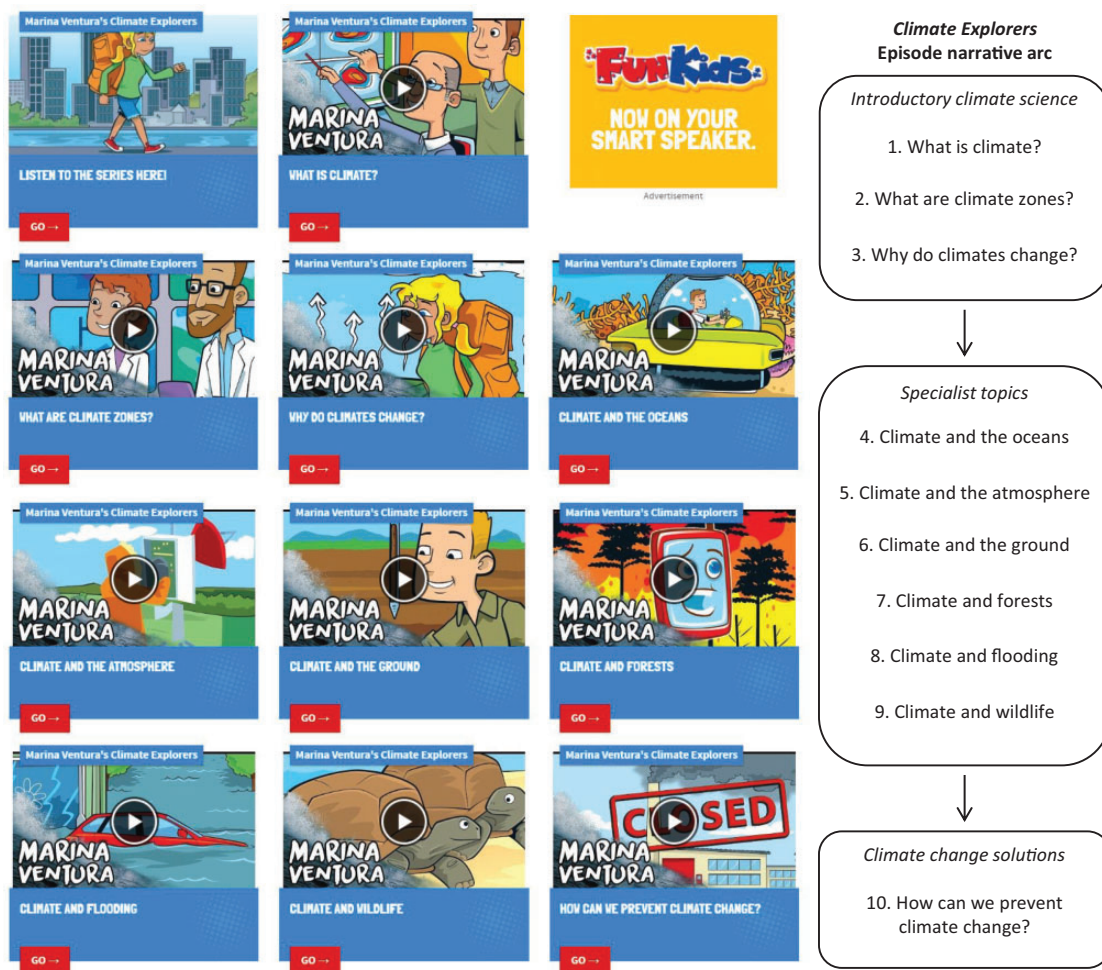 Marina Ventura's Climate Explorers
LISTEN TO THE SERIES HERE!
GO →
Marina Ventura's Climate Explorers
MARINA
VENTURA
WHAT IS CLIMATE?
GO →
FUN KIDS
NOW ON YOUR
SMART SPEAKER.
Advertisement
Marina Ventura's Climate Explorers
MARINA
VENTURA
WHAT ARE CLIMATE ZONES?
GO →
Marina Ventura's Climate Explorers
MARINA
VENTURA
WHY DO CLIMATES CHANGE?
GO →
Marina Ventura's Climate Explorers
MARINA
VENTURA
CLIMATE AND THE OCEANS
GO →
Marina Ventura's Climate Explorers
MARINA
VENTURA
CLIMATE AND THE ATMOSPHERE
GO →
Marina Ventura's Climate Explorers
MARINA
VENTURA
CLIMATE AND THE GROUND
GO →
Marina Ventura's Climate Explorers
MARINA
VENTURA
CLIMATE AND FORESTS
GO →
Marina Ventura's Climate Explorers
MARINA
VENTURA
CLIMATE AND FLOODING
GO →
Marina Ventura's Climate Explorers
MARINA
VENTURA
CLIMATE AND WILDLIFE
GO →
Marina Ventura's Climate Explorers
CLOSED
MARINA
VENTURA
HOW CAN WE PREVENT CLIMATE CHANGE?
GO →
Climate Explorers
Episode narrative arc
Introductory climate science
1. What is climate?
2. What are climate zones?
3. Why do climates change?
Specialist topics
4. Climate and the oceans
5. Climate and the atmosphere
6. Climate and the ground
7. Climate and forests
8. Climate and flooding
9. Climate and wildlife
Climate change solutions
10. How can we prevent
climate change?